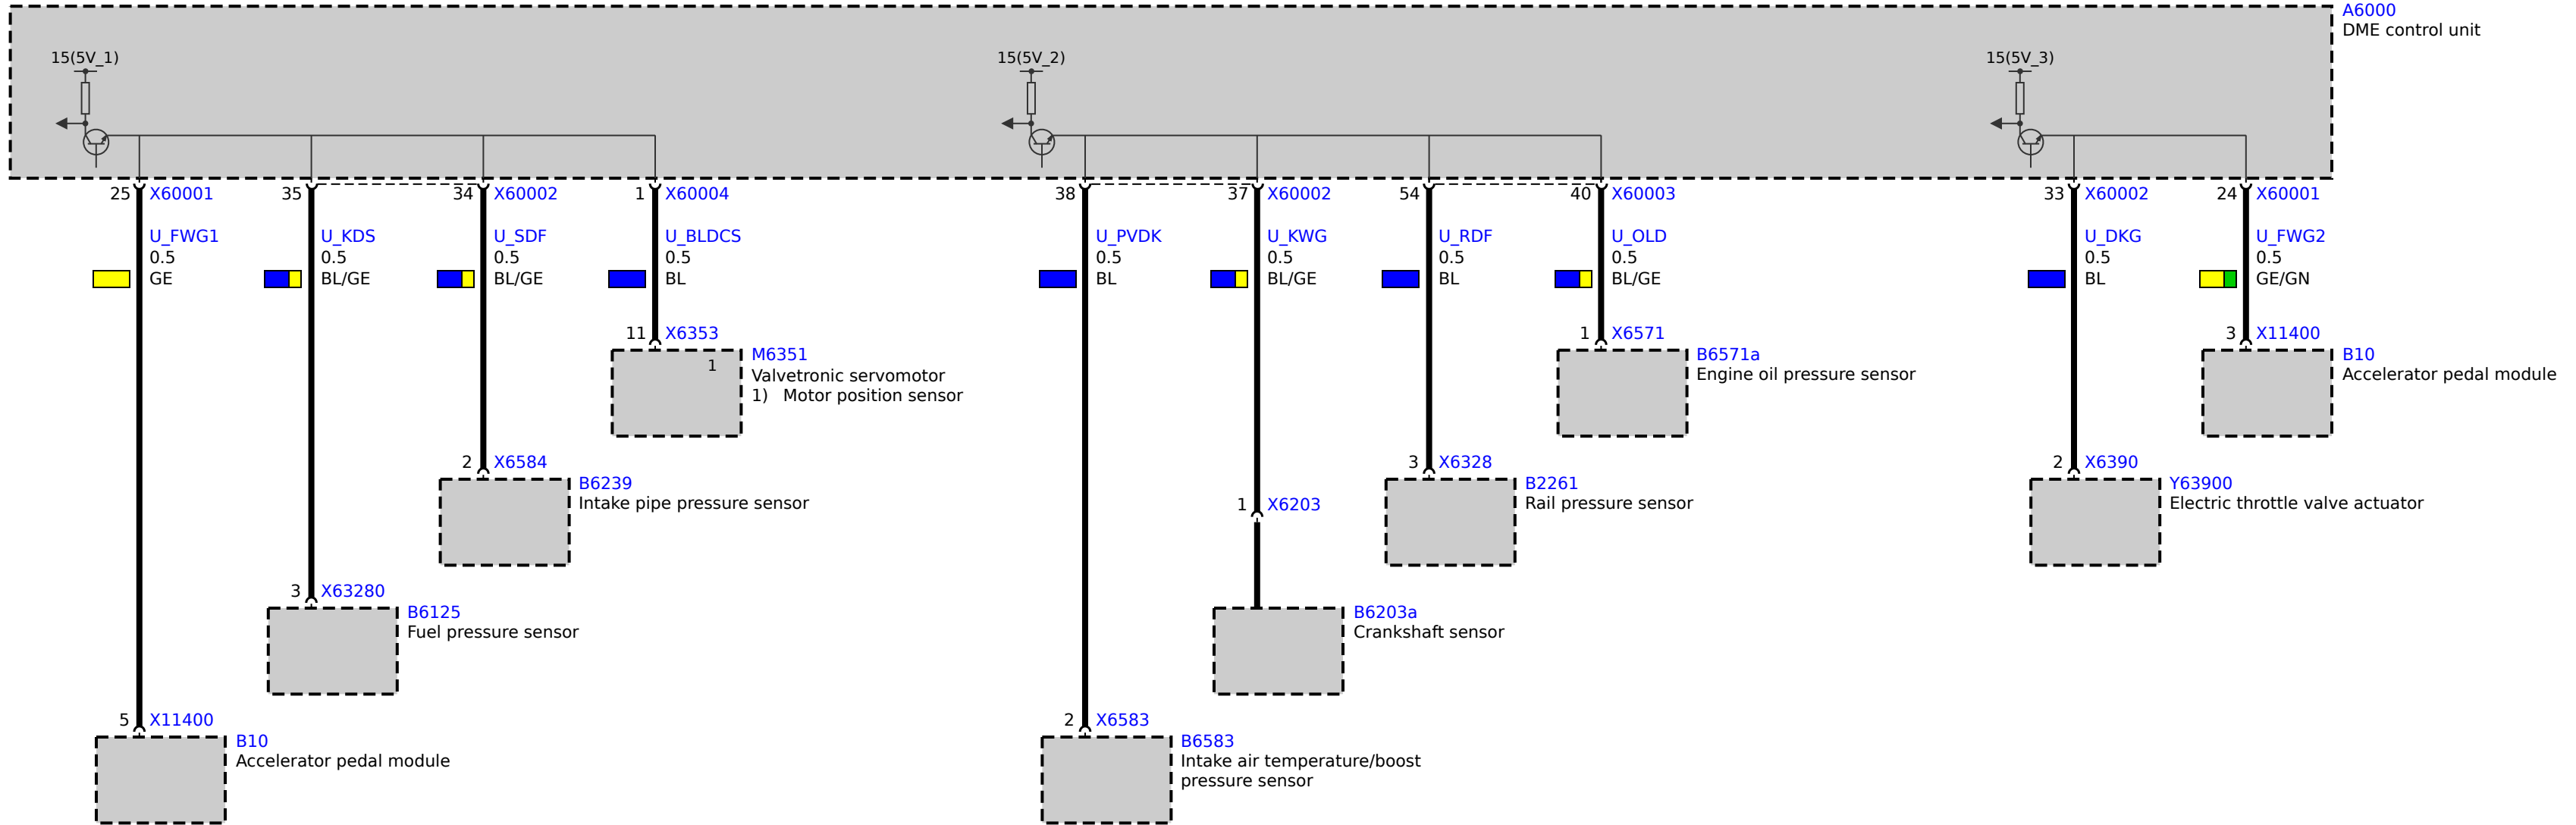 A6000
DME control unit
15(5V_1)
15(5V_2)
15(5V_3)
25 X60001
35
34 X60002
1 X60004
38
37 X60002
54
40 X60003
33 X60002
24 X60001
U_FWG1
0.5
GE
U_KDS
0.5
BL/GE
U_SDF
0.5
BL/GE
U_BLDCS
0.5
BL
U_PVDK
0.5
BL
U_KWG
0.5
BL/GE
U_RDF
0.5
BL
U_OLD
0.5
BL/GE
U_DKG
0.5
BL
U_FWG2
0.5
GE/GN
11 X6353
1
M6351
Valvetronic servomotor
1) Motor position sensor
1 X6571
B6571a
Engine oil pressure sensor
3 X11400
B10
Accelerator pedal module
2 X6584
B6239
Intake pipe pressure sensor
3 X6328
B2261
Rail pressure sensor
2 X6390
Y63900
Electric throttle valve actuator
1 X6203
3 X63280
B6125
Fuel pressure sensor
B6203a
Crankshaft sensor
5 X11400
B10
Accelerator pedal module
2 X6583
B6583
Intake air temperature/boost
pressure sensor